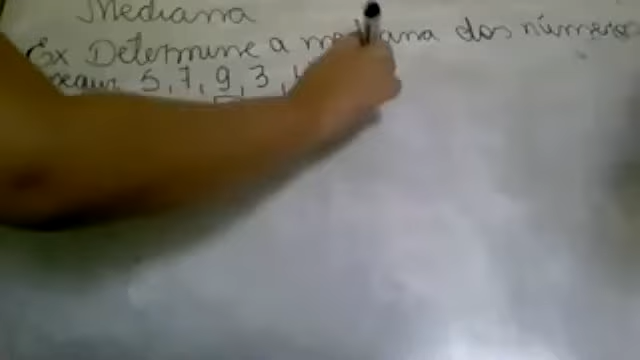 Mediana
Ex Determine a mediana dos números
5, 7, 9, 3,